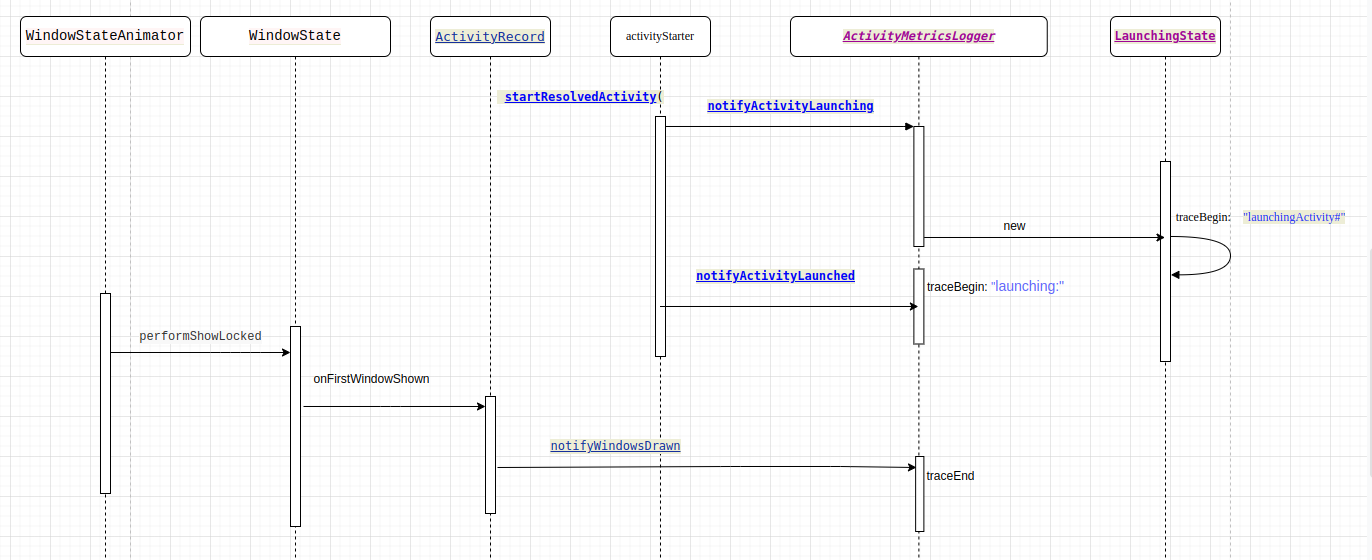 WindowStateAnimator
WindowState
ActivityRecord
activityStarter
ActivityMetricsLogger
LaunchingState
startResolvedActivity(
notifyActivityLaunching
traceBegin: "launchingActivity#"
new
notifyActivityLaunched
traceBegin: "launching:"
performShowLocked
onFirstWindowShown
notifyWindowsDrawn
traceEnd